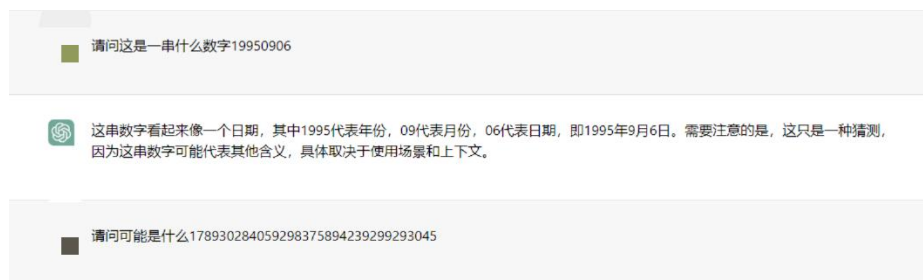 请问这是一串什么数字19950906
这串数字看起来像一个日期，其中1995代表年份，09代表月份，06代表日期，即1995年9月6日。需要注意的是，这只是一种猜测，
因为这串数字可能代表其他含义，具体取决于使用场景和上下文。
请问可能是什么178930284059298375894239299293045